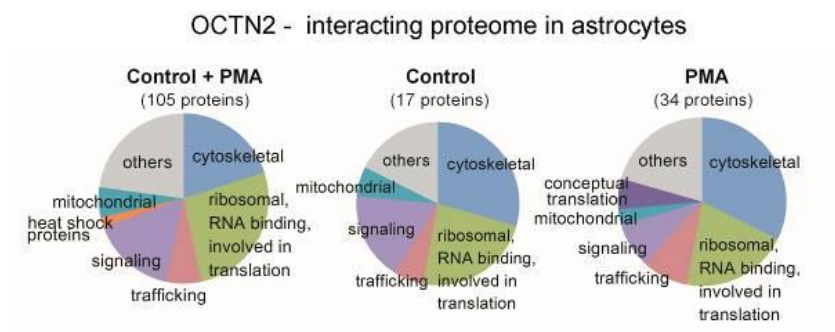 OCTN2 - interacting proteome in astrocytes
Control + PMA
(105 proteins)
others
cytoskeletal
mitochondrial
heat shock
proteins
ribosomal,
RNA binding,
involved in
translation
signaling
trafficking
Control
(17 proteins)
others
cytoskeletal
mitochondrial
signaling
ribosomal,
RNA binding,
involved in
translation
trafficking
PMA
(34 proteins)
others
cytoskeletal
conceptual
translation
mitochondrial
signaling
ribosomal,
RNA binding,
involved in
translation
trafficking